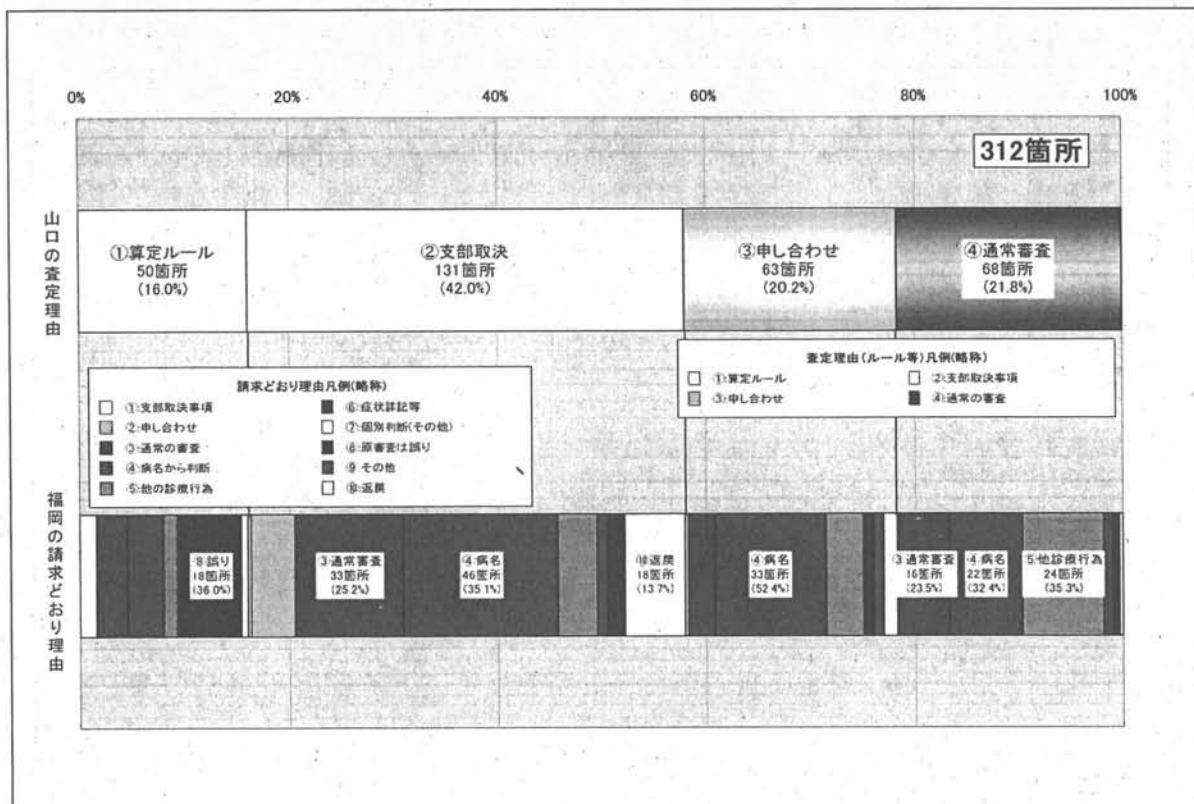 0%
20%
40%
60%
80%
100%
312箇所
山口の査定理由
①算定ルール
50箇所
(16.0%)
②支部取決
131箇所
(42.0%)
③申し合わせ
63箇所
(20.2%)
④通常審査
68箇所
(21.8%)
請求どおり理由凡例(略称)
①:支部取決事項
②:申し合わせ
③:通常の審査
④:病名から判断
⑤:他の診療行為
⑥:症状詳記等
⑦:個別判断(その他)
⑧:原審査は誤り
⑨:その他
⑩:返戻
査定理由(ルール等)凡例(略称)
①:算定ルール
②:支部取決事項
③:申し合わせ
④:通常の審査
福岡の請求どおり理由
⑧誤り
18箇所
(36.0%)
③通常審査
33箇所
(25.2%)
④病名
46箇所
(35.1%)
⑩返戻
18箇所
(13.7%)
④病名
33箇所
(52.4%)
③通常審査
16箇所
(23.5%)
④病名
22箇所
(32.4%)
⑤他診療行為
24箇所
(35.3%)